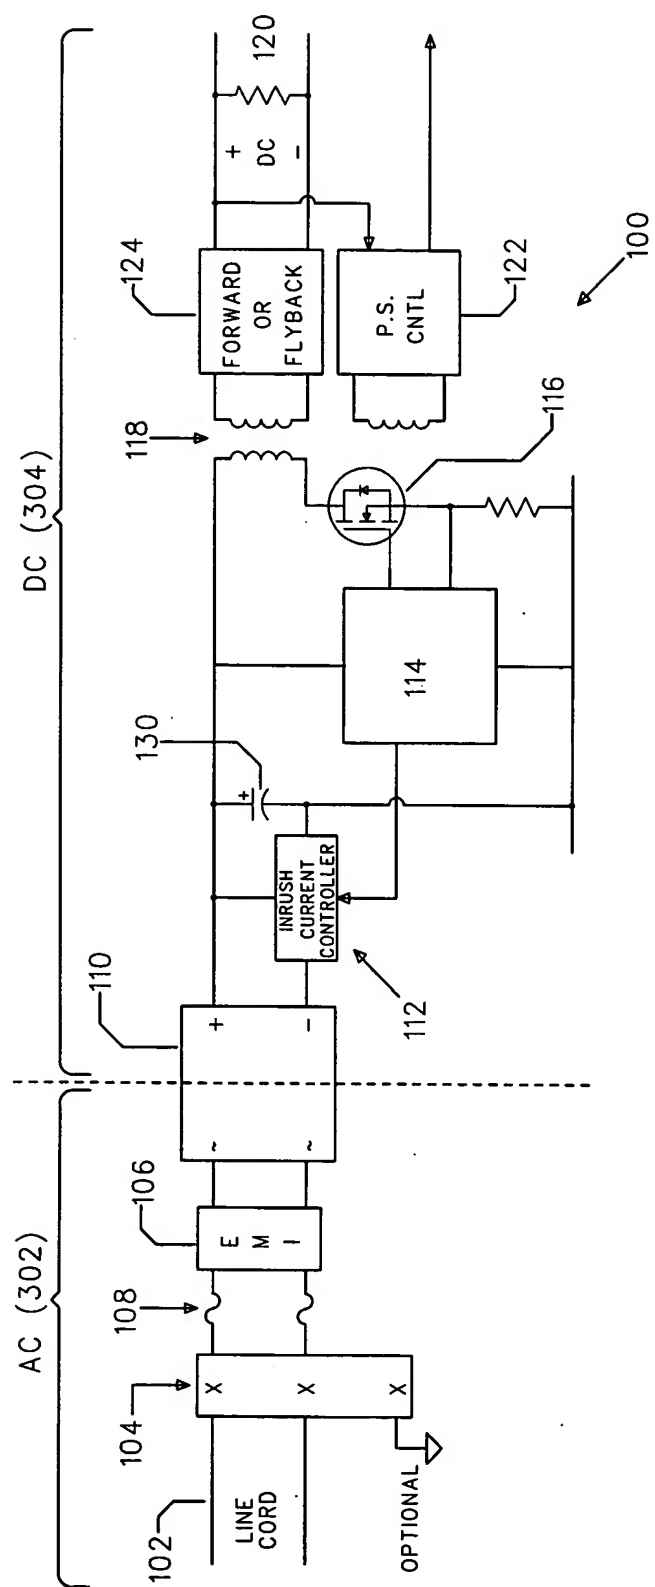 AC (302)
DC (304)
102
LINE
CORD
104
X
X
X
OPTIONAL
108
106
E
M
I
110
~
~
+
-
112
INRUSH
CURRENT
CONTROLLER
130
+
114
116
118
124
FORWARD
OR
FLYBACK
P.S.
CNTL
122
+
DC
-
120
100